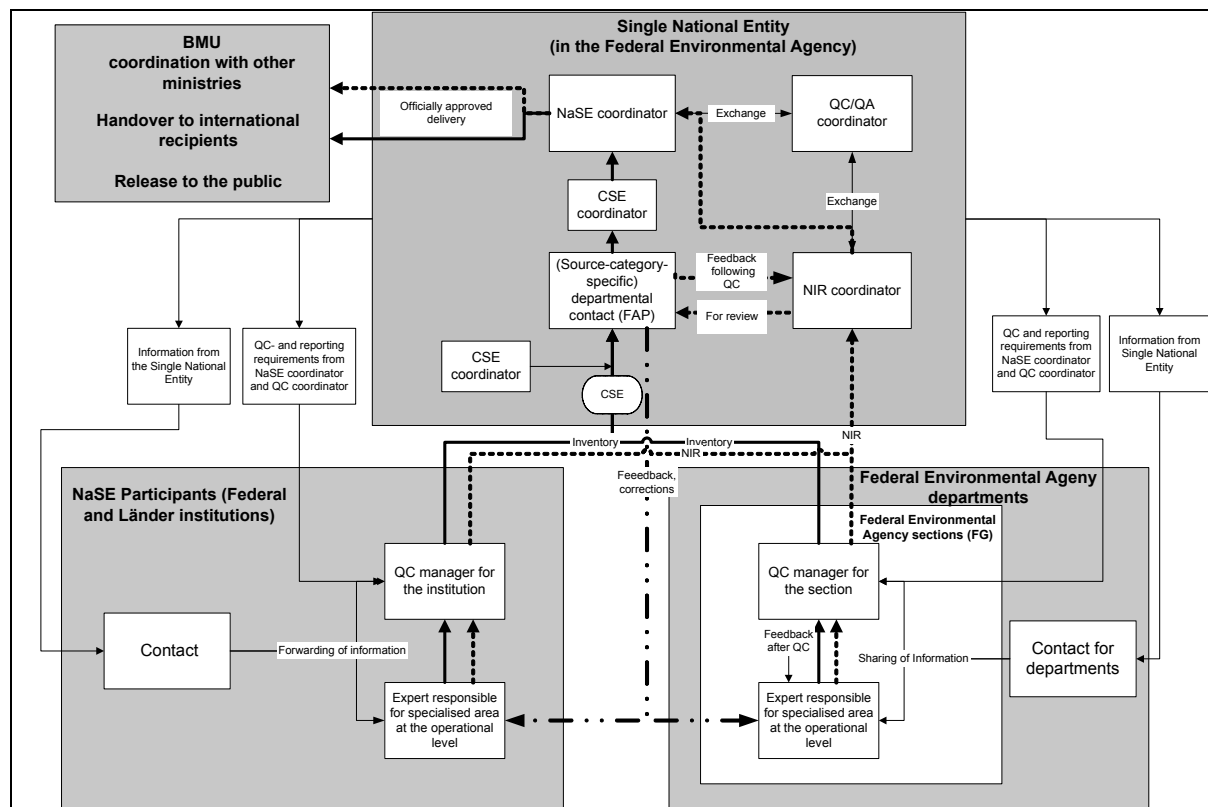 Single National Entity
(in the Federal Environmental Agency)
BMU
coordination with other
ministries
Handover to international
recipients
Release to the public
Officially approved
delivery
NaSE coordinator
Exchange
QC/QA
coordinator
CSE
coordinator
Exchange
(Source-category-
specific)
departmental
contact (FAP)
Feedback
following
QC
For review
NIR coordinator
Information from
the Single National
Entity
QC- and reporting
requirements from
NaSE coordinator
and QC coordinator
CSE
coordinator
CSE
QC and reporting
requirements from
NaSE coordinator
and QC coordinator
Information from
Single National
Entity
Inventory
Inventory
NIR
NIR
Feeedback,
corrections
NaSE Participants (Federal
and Länder institutions)
QC manager for
the institution
Contact
Forwarding of information
Expert responsible
for specialised area
at the operational
level
Federal Environmental Ageny
departments
Federal Environmental
Agency sections (FG)
QC manager for
the section
Feedback
after QC
Sharing of Information
Contact for
departments
Expert responsible
for specialised area
at the operational
level